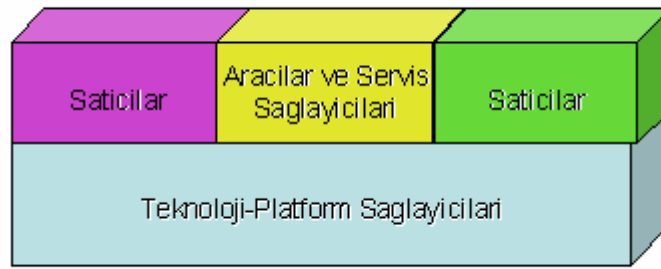 Saticilar
Aracilar ve Servis
Saglayicilari
Saticilar
Teknoloji-Platform Saglayicilari